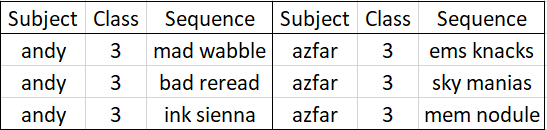 Subject Class Sequence Subject Class Sequence
andy 3 mad wabble azfar 3 ems knacks
andy 3 bad reread azfar 3 sky manias
andy 3 ink sienna azfar 3 mem nodule